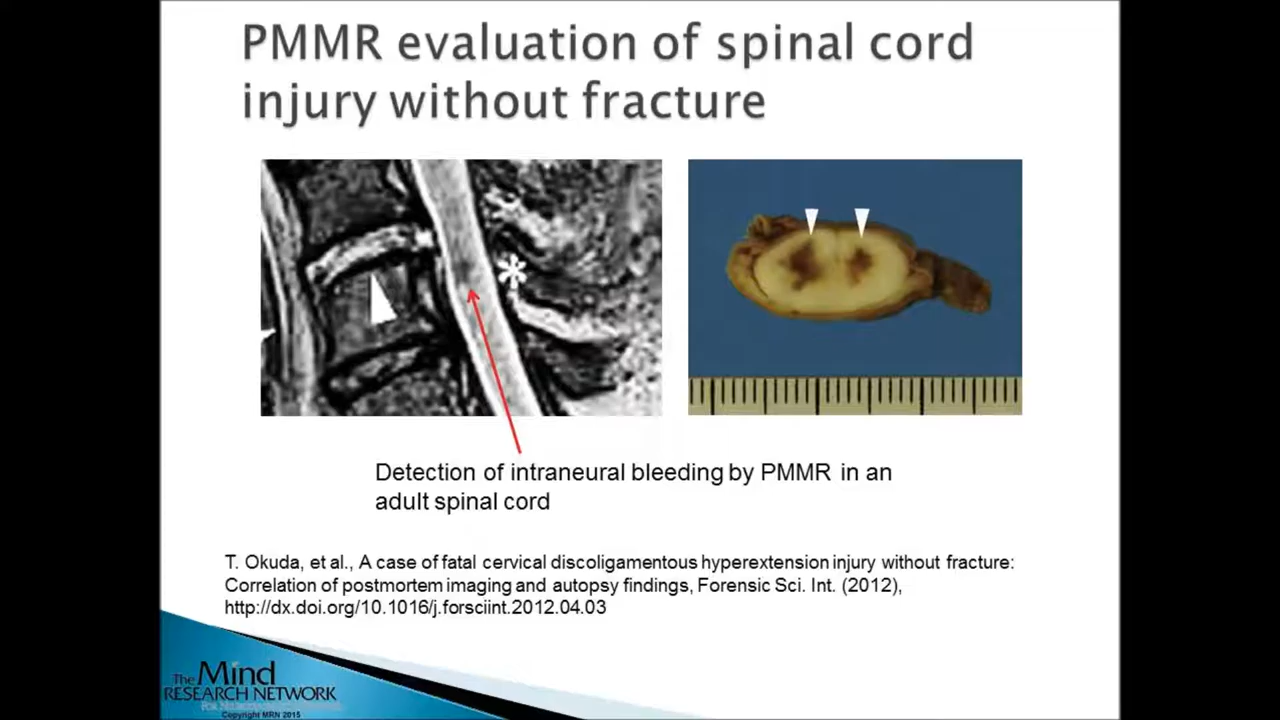 PMMR evaluation of spinal cord
injury without fracture
*
Detection of intraneural bleeding by PMMR in an
adult spinal cord
T. Okuda, et al., A case of fatal cervical discoligamentous hyperextension injury without fracture:
Correlation of postmortem imaging and autopsy findings, Forensic Sci. Int. (2012),
http://dx.doi.org/10.1016/j.forsciint.2012.04.03
The Mind
RESEARCH NETWORK
Copyright MRN 2015